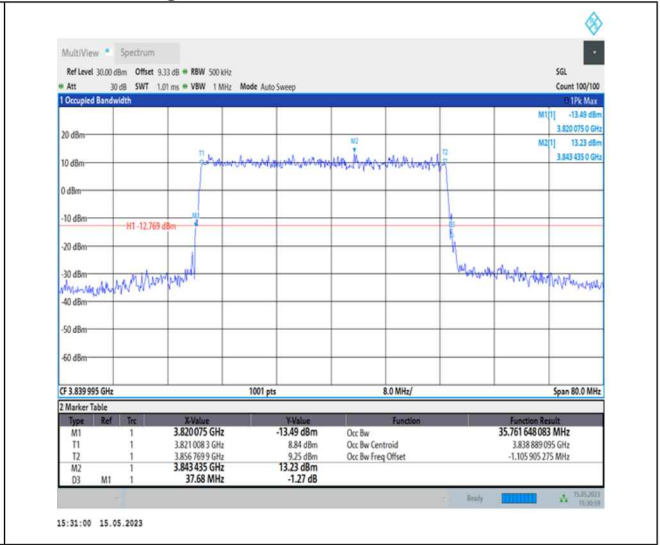 MultiView Spectrum
Ref Level 30.00 dBm Offset 9.33 dB RBW 500 kHz SGL
Att 30 dB SWT 1.01 ms VBW 1 MHz Mode Auto Sweep Count 100/100
1 Occupied Bandwidth 1Pk Max
M1[1] -13.49 dBm
3.820 075 0 GHz
M2[1] 13.23 dBm
3.843 435 0 GHz
20 dBm
M2
T1 T2
10 dBm
0 dBm
-10 dBm
M1
H1 -12.769 dBm
-20 dBm
-30 dBm
-40 dBm
-50 dBm
-60 dBm
CF 3.839 995 GHz 1001 pts 8.0 MHz/ Span 80.0 MHz
2 Marker Table
Type Ref Trc X-Value Y-Value Function Function Result
M1 1 3.820 075 GHz -13.49 dBm Occ Bw 35.761 648 083 MHz
T1 1 3.821 008 3 GHz 8.84 dBm Occ Bw Centroid 3.838 889 095 GHz
T2 1 3.856 769 9 GHz 9.25 dBm Occ Bw Freq Offset -1.105 905 275 MHz
M2 1 3.843 435 GHz 13.23 dBm
D3 M1 1 37.68 MHz -1.27 dB
Ready 15.05.2023
15:30:59
15:31:00 15.05.2023